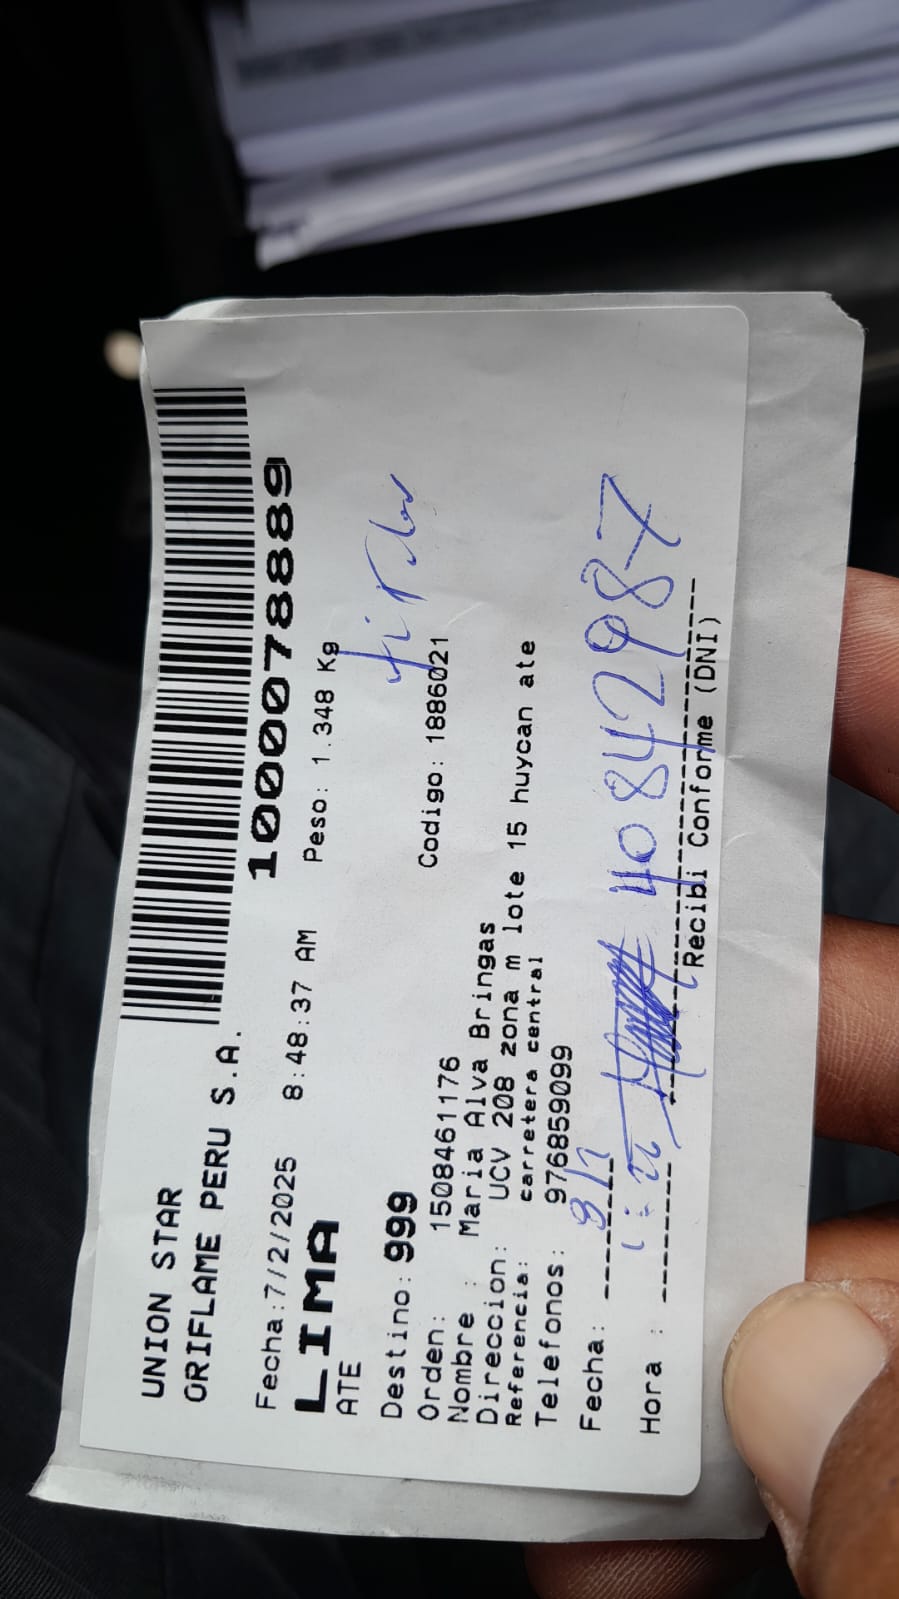 UNION STAR
ORIFLAME PERU S.A.
1000078889
Fecha:7/2/2025 8:48:37 AM Peso: 1.348 Kg
LIMA
ATE
Destino: 999
Orden: 1508461176 Codigo: 1886021
Nombre : Maria Alva Bringas
Direccion: UCV 208 zona m lote 15 huycan ate
Referencia: carretera central
Telefonos: 976859099
Fecha: 8/7
Hora : 40842987
Recibi Conforme (DNI)